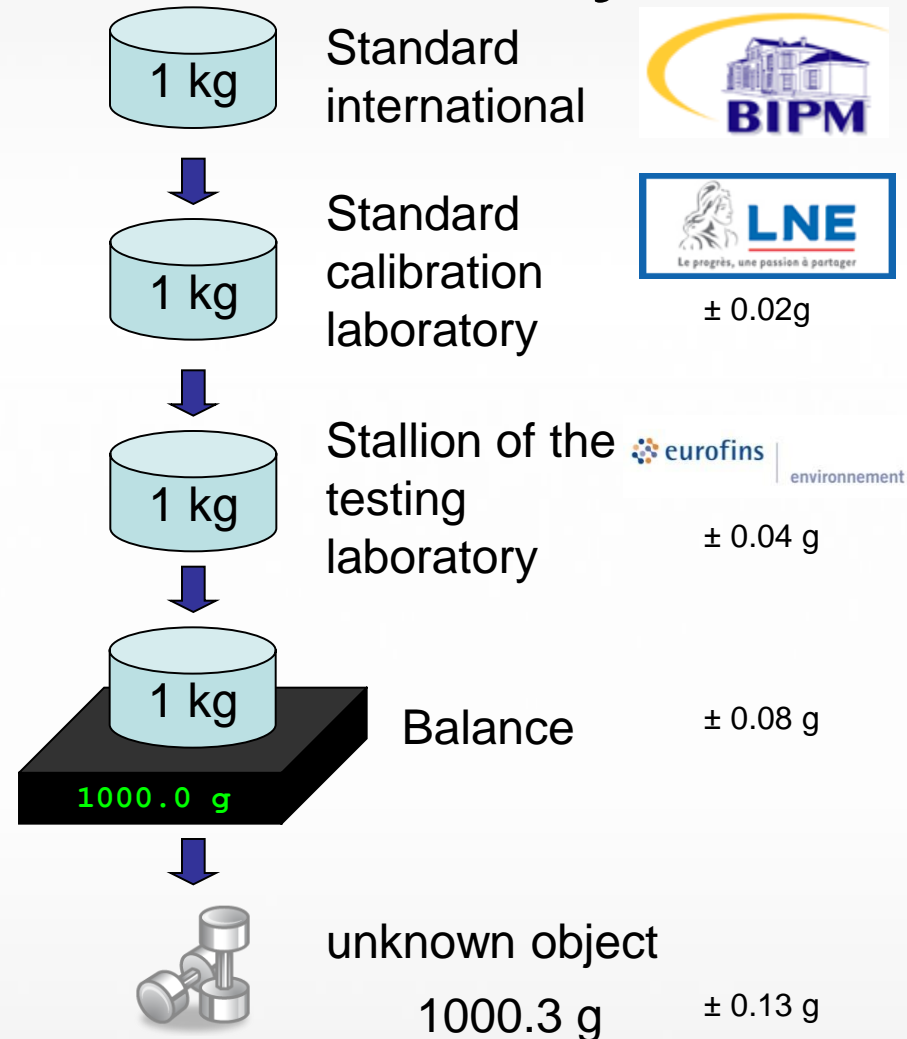 1 kg
Standard
international
BIPM
1 kg
Standard
calibration
laboratory
LNE
Le progrès, une passion à partager
± 0.02g
1 kg
Stallion of the
testing
laboratory
eurofins
environnement
± 0.04 g
1 kg
1000.0 g
Balance
± 0.08 g
unknown object
1000.3 g
± 0.13 g